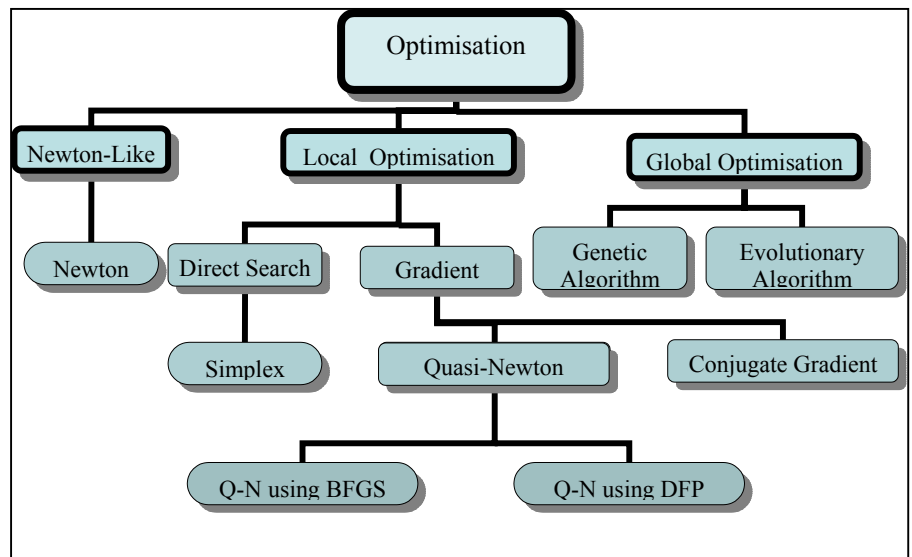 Optimisation
Newton-Like
Local Optimisation
Global Optimisation
Newton
Direct Search
Gradient
Genetic
Algorithm
Evolutionary
Algorithm
Simplex
Quasi-Newton
Conjugate Gradient
Q-N using BFGS
Q-N using DFP